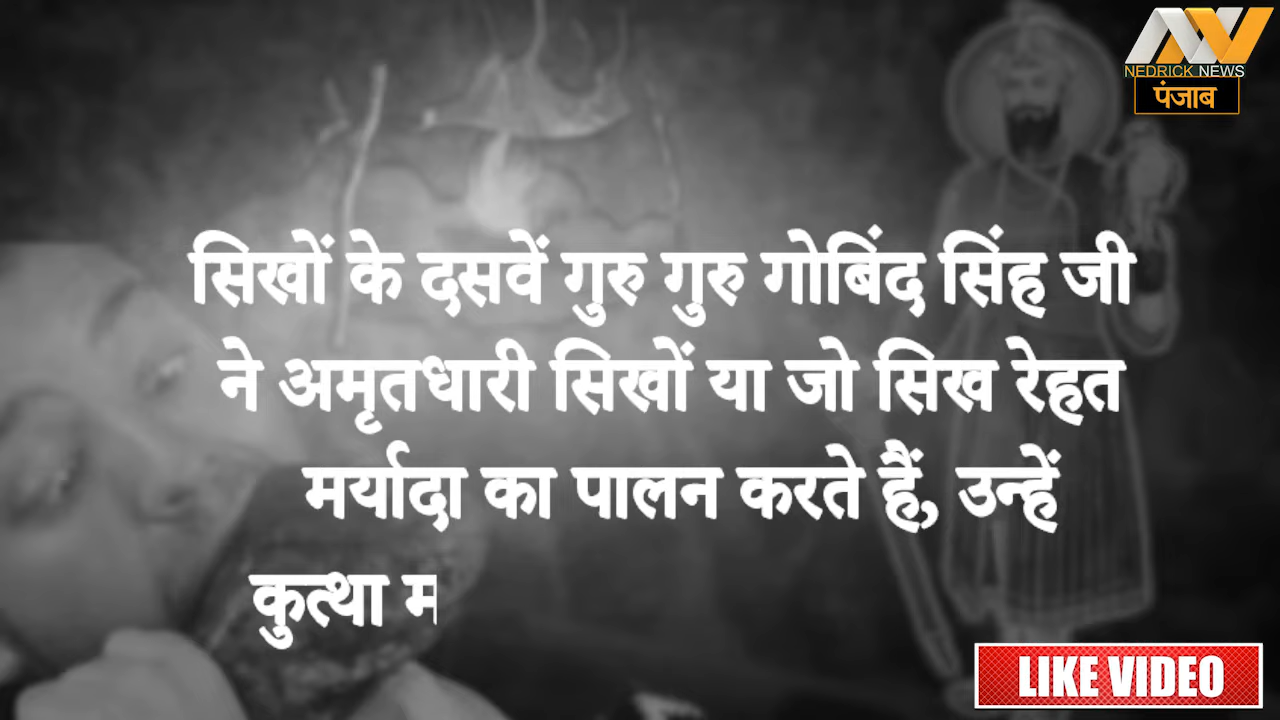 NEDRICK NEWS
पंजाब
सिखों के दसवें गुरु गुरु गोबिंद सिंह जी
ने अमृतधारी सिखों या जो सिख रेहत
मर्यादा का पालन करते हैं, उन्हें
कुत्था म
LIKE VIDEO